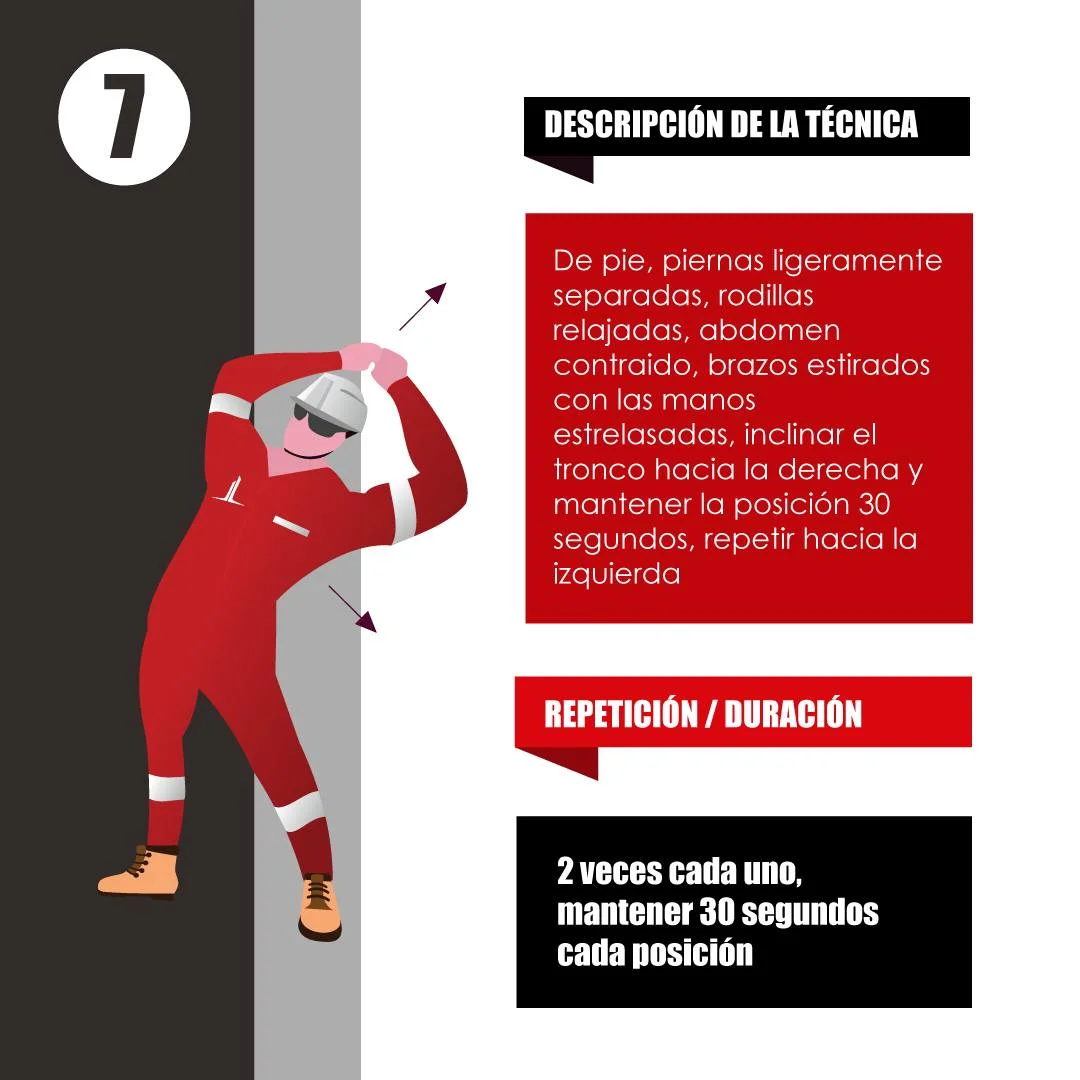 7
DESCRIPCIÓN DE LA TÉCNICA
De pie, piernas ligeramente
separadas, rodillas
relajadas, abdomen
contraido, brazos estirados
con las manos
estrelasadas, inclinar el
tronco hacia la derecha y
mantener la posición 30
segundos, repetir hacia la
izquierda
REPETICIÓN / DURACIÓN
2 veces cada uno,
mantener 30 segundos
cada posición